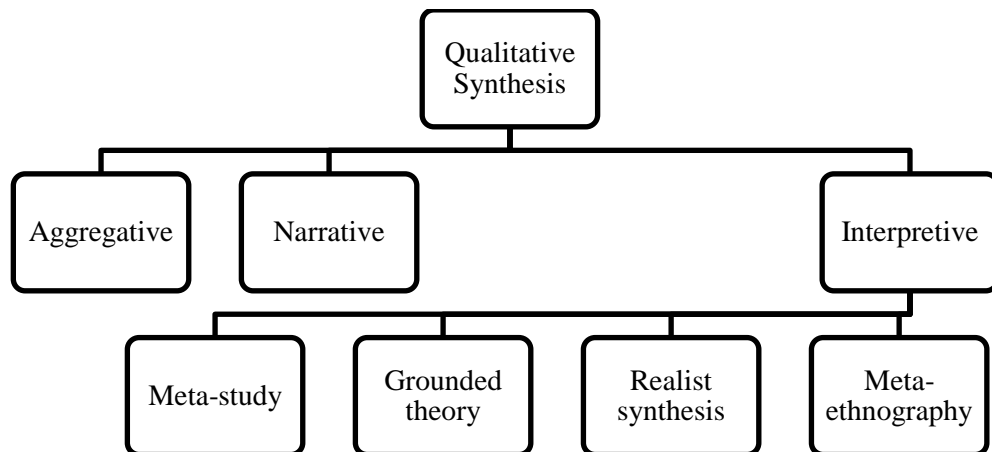 Qualitative
Synthesis
Aggregative
Narrative
Interpretive
Meta-study
Grounded
theory
Realist
synthesis
Meta-
ethnography